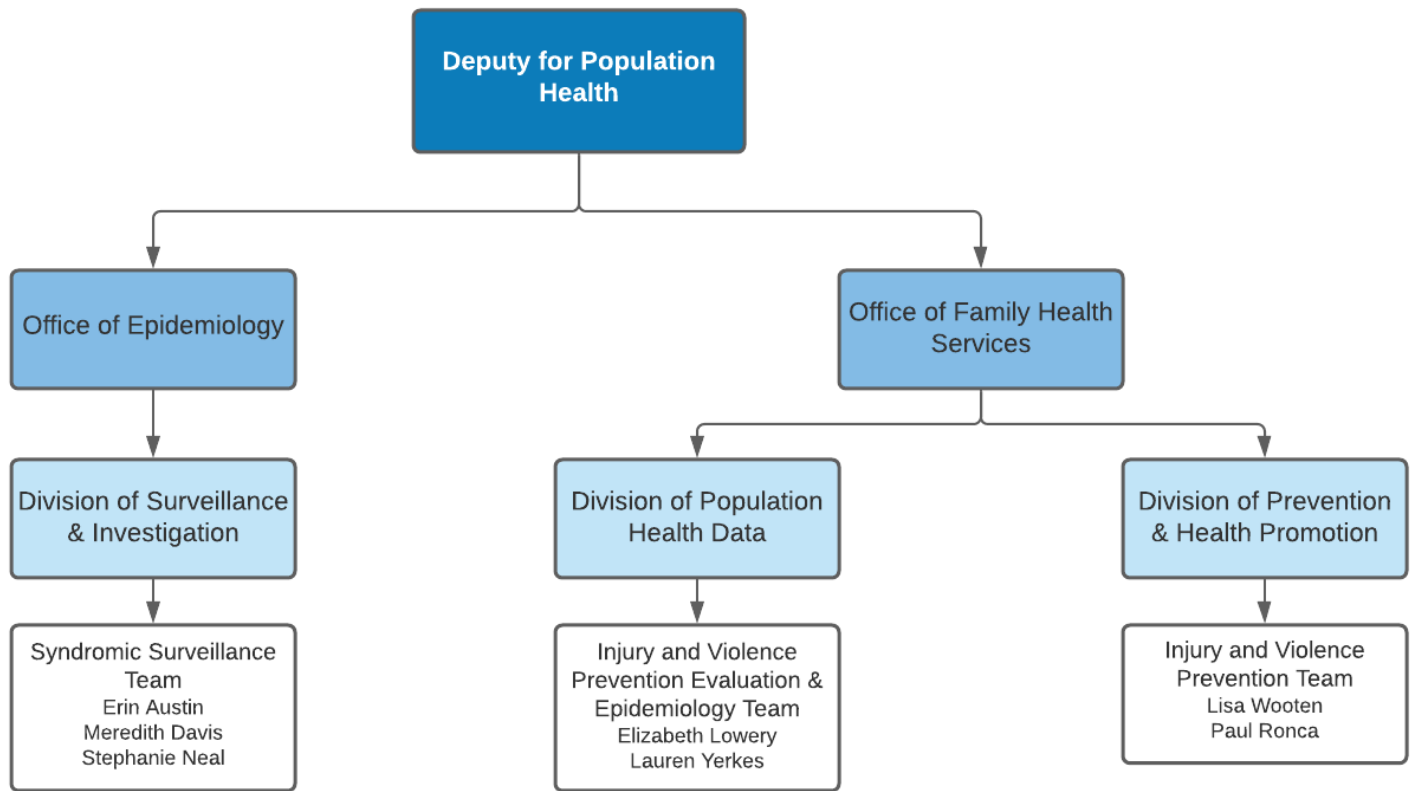 Deputy for Population
Health
Office of Epidemiology
Office of Family Health
Services
Division of Surveillance
& Investigation
Division of Population
Health Data
Division of Prevention
& Health Promotion
Syndromic Surveillance
Team
Erin Austin
Meredith Davis
Stephanie Neal
Injury and Violence
Prevention Evaluation &
Epidemiology Team
Elizabeth Lowery
Lauren Yerkes
Injury and Violence
Prevention Team
Lisa Wooten
Paul Ronca